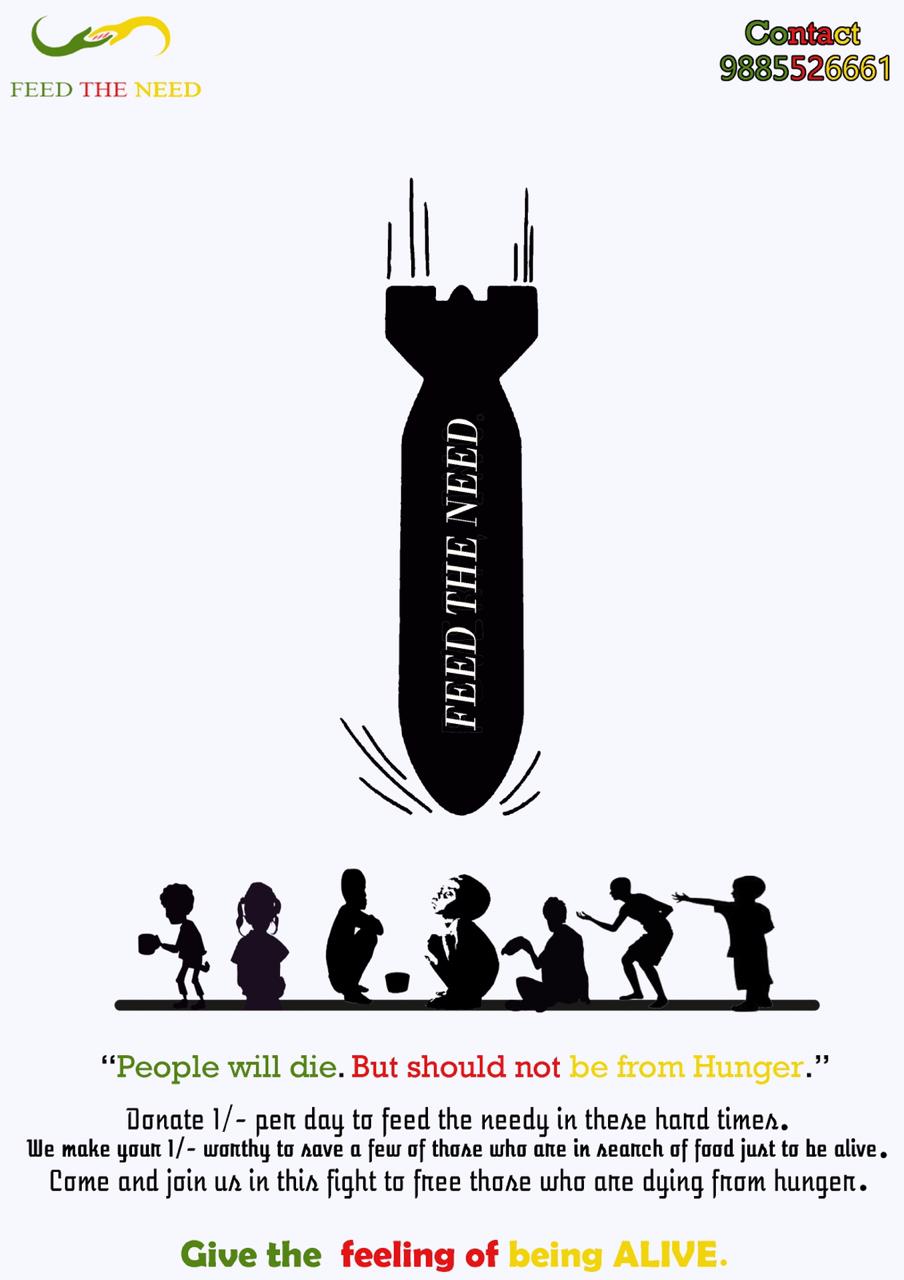 FEED THE NEED
Contact
9885526661
FEED THE NEED
“People will die. But should not be from Hunger.”
Donate 1/- per day to feed the needy in these hard times.
We make your 1/- worthy to save a few of those who are in search of food just to be alive.
Come and join us in this fight to free those who are dying from hunger.
Give the feeling of being ALIVE.